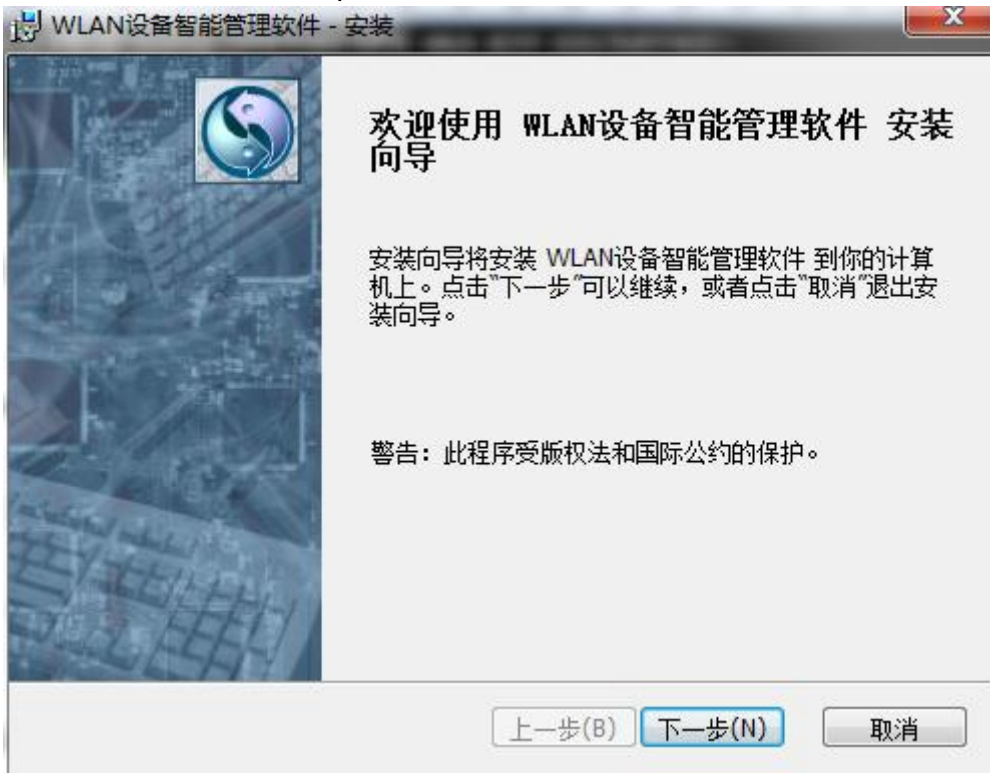 WLAN设备智能管理软件 - 安装
欢迎使用 WLAN设备智能管理软件 安装
向导
安装向导将安装 WLAN设备智能管理软件 到你的计算
机上。点击"下一步"可以继续，或者点击"取消"退出安
装向导。
警告：此程序受版权法和国际公约的保护。
上一步(B) 下一步(N) 取消